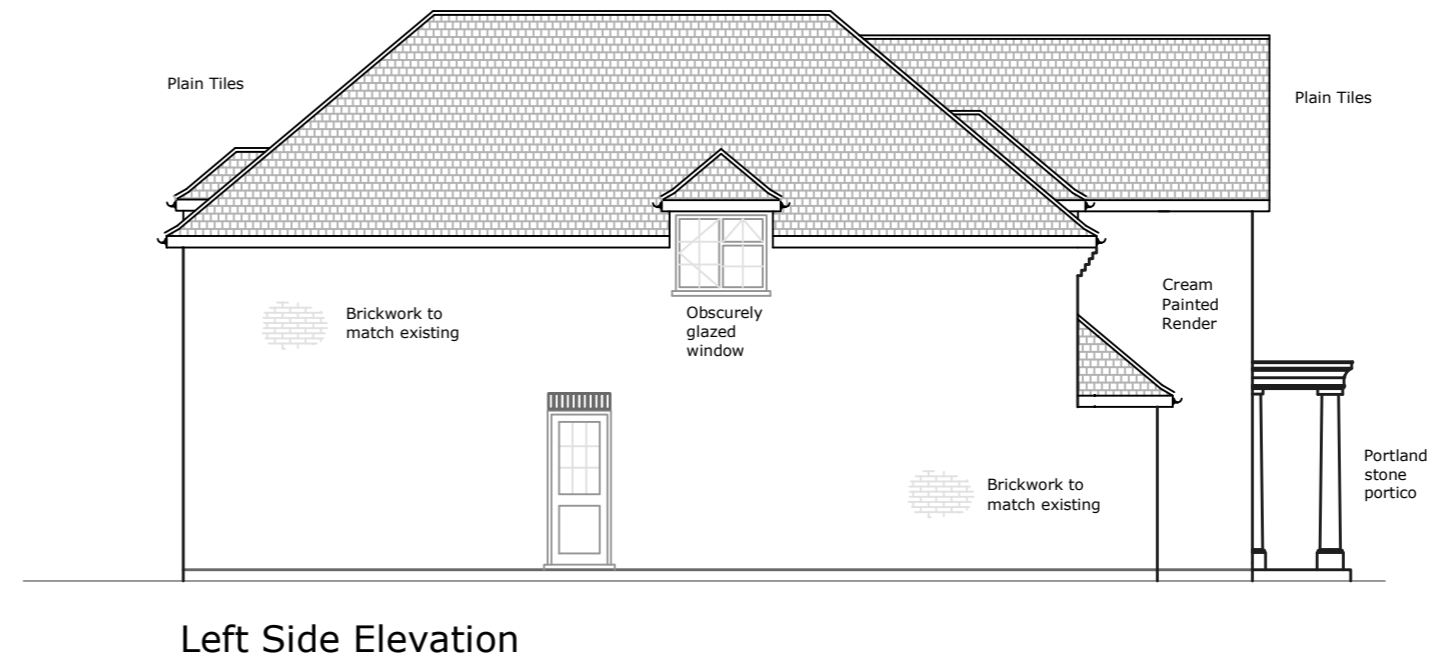 Plain Tiles
Plain Tiles
Cream
Painted
Render
Brickwork to
match existing
Obscurely
glazed
window
Portland
stone
portico
Brickwork to
match existing
Left Side Elevation